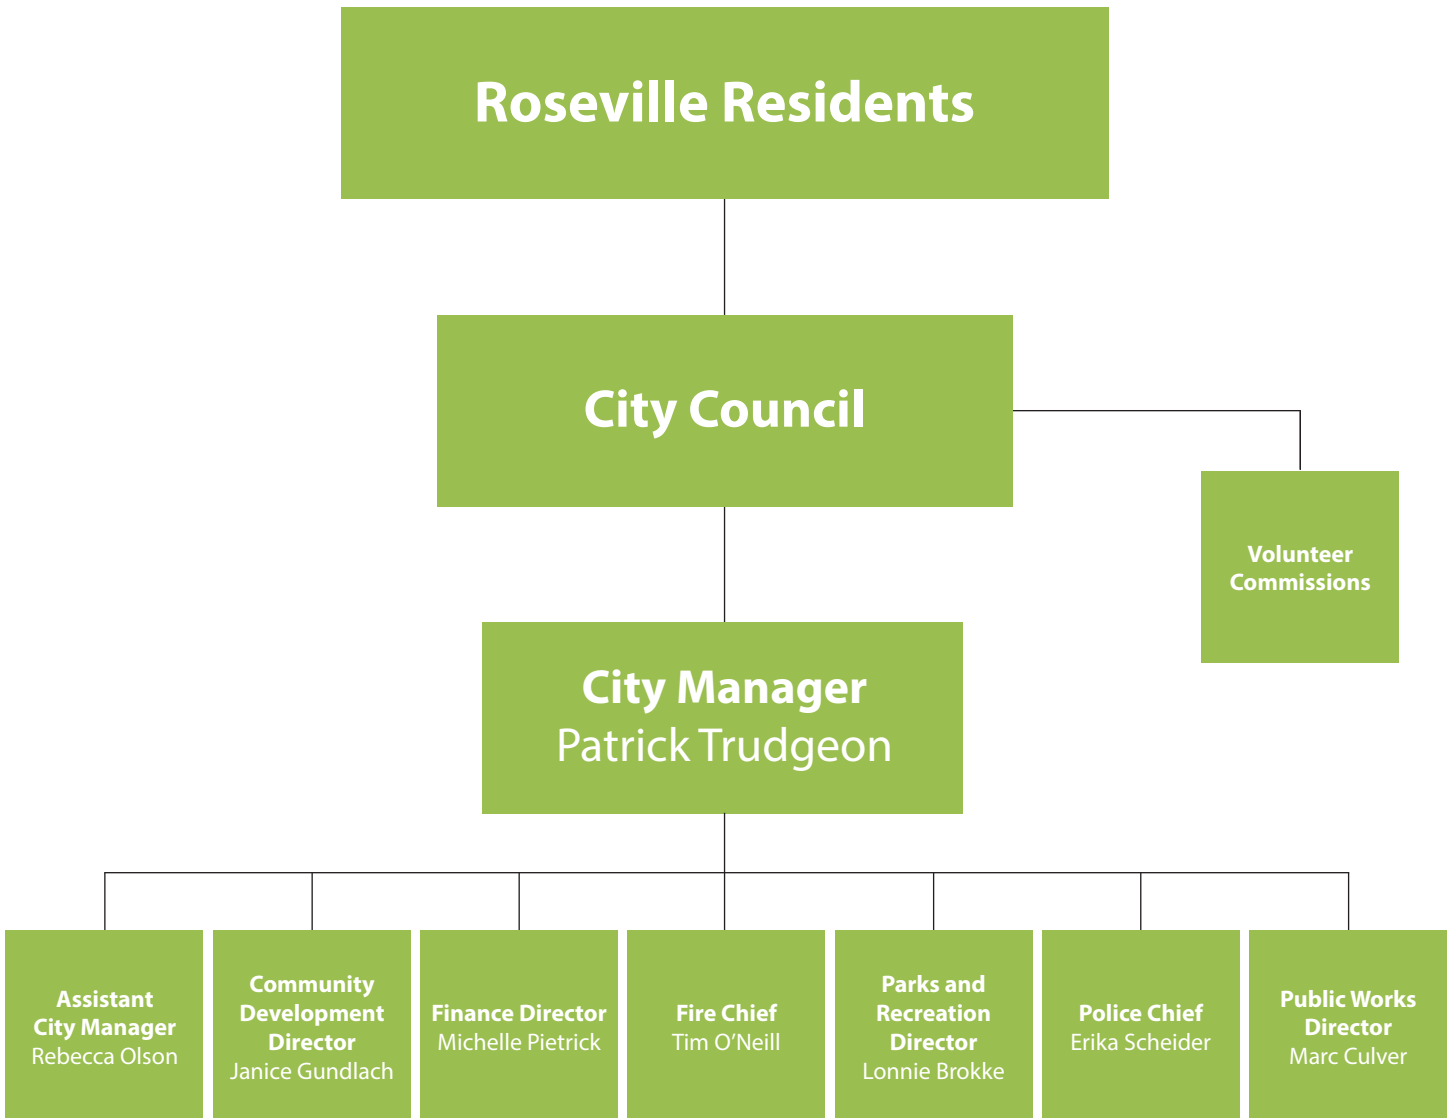 Roseville Residents
City Council
Volunteer
Commissions
City Manager
Patrick Trudgeon
Assistant
City Manager
Rebecca Olson
Community
Development
Director
Janice Gundlach
Finance Director
Michelle Pietrick
Fire Chief
Tim O'Neill
Parks and
Recreation
Director
Lonnie Brokke
Police Chief
Erika Scheider
Public Works
Director
Marc Culver